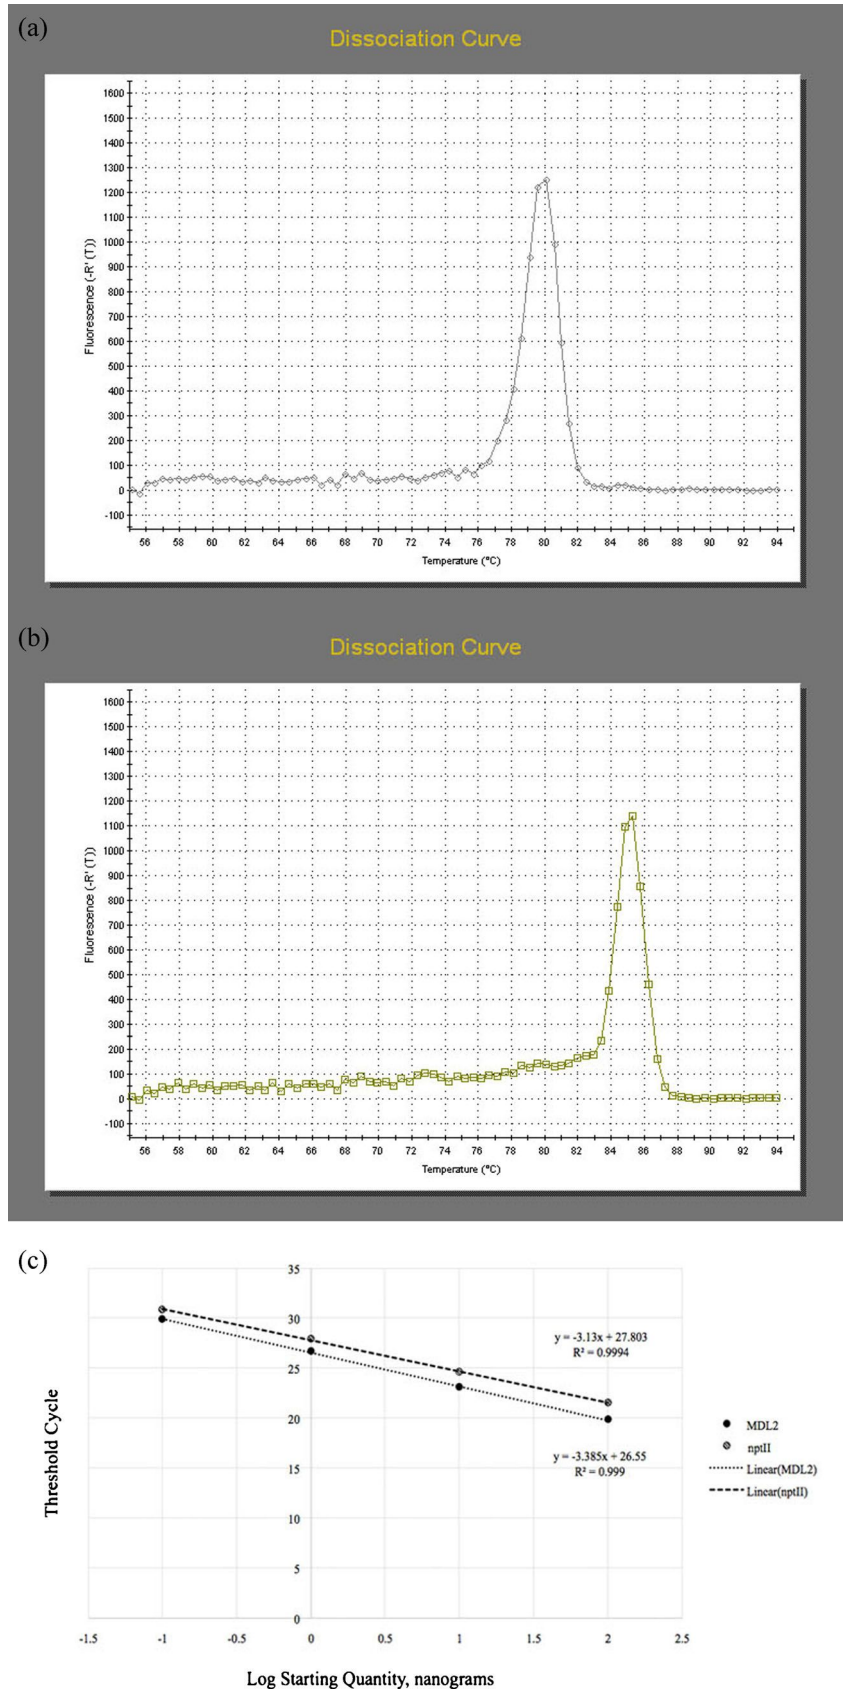 (a)
Dissociation Curve
1600
1500
1400
1300
1200
1100
1000
900
800
700
600
500
400
300
200
100
0
-100
Fluorescence (-R' (T))
56 58 60 62 64 66 68 70 72 74 76 78 80 82 84 86 88 90 92 94
Temperature (°C)
(b)
Dissociation Curve
1600
1500
1400
1300
1200
1100
1000
900
800
700
600
500
400
300
200
100
0
-100
Fluorescence (-R' (T))
56 58 60 62 64 66 68 70 72 74 76 78 80 82 84 86 88 90 92 94
Temperature (°C)
(c)
35
30
25
20
15
10
5
0
Threshold Cycle
y = -3.13x + 27.803
R² = 0.9994
y = -3.385x + 26.55
R² = 0.999
MDL2
nptII
Linear(MDL2)
Linear(nptII)
-1.5 -1 -0.5 0 0.5 1 1.5 2 2.5
Log Starting Quantity, nanograms